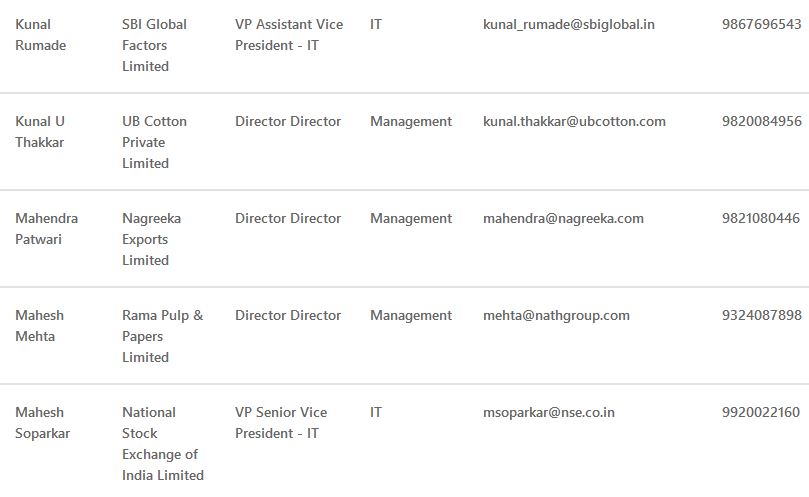 Kunal SBI Global VP Assistant Vice IT kunal_rumade@sbiglobal.in 9867696543
Rumade Factors President - IT
Limited
Kunal U UB Cotton Director Director Management kunal.thakkar@ubcotton.com 9820084956
Thakkar Private
Limited
Mahendra Nagreeka Director Director Management mahendra@nagreeka.com 9821080446
Patwari Exports
Limited
Mahesh Rama Pulp & Director Director Management mehta@nathgroup.com 9324087898
Mehta Papers
Limited
Mahesh National VP Senior Vice IT msoparkar@nse.co.in 9920022160
Soparkar Stock President - IT
Exchange of
India Limited